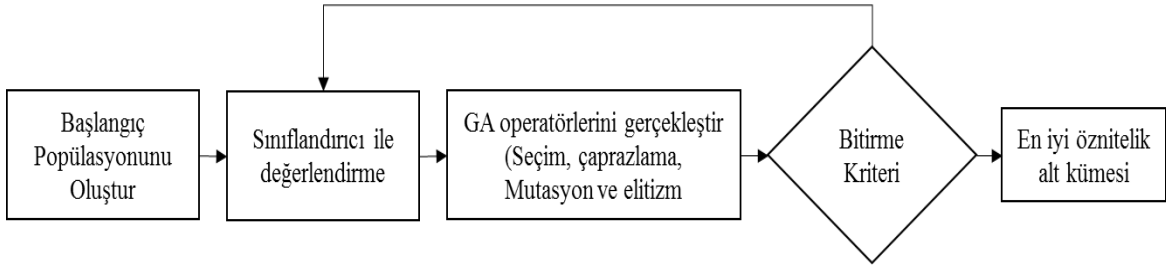 Başlangıç
Popülasyonunu
Oluştur
Sınıflandırıcı ile
değerlendirme
GA operatörlerini gerçekleştir
(Seçim, çaprazlama,
Mutasyon ve elitizm
Bitirme
Kriteri
En iyi öznitelik
alt kümesi